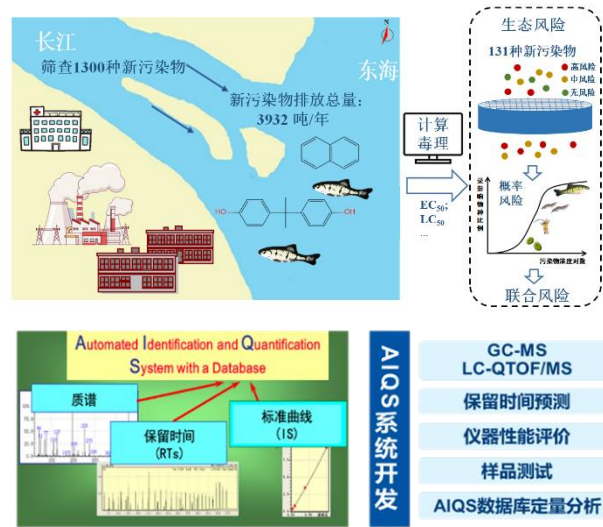 长江
筛查1300种新污染物
东海
新污染物排放总量:
3932 吨/年
HO
OH
N
计算
毒理
EC50;
LC50
...
生态风险
131种新污染物
高风险
中风险
无风险
概率
风险
污染物浓度对数
联合风险
Automated Identification and Quantification
System with a Database
质谱
保留时间
(RTs)
标准曲线
(IS)
AIQS系统开发
GC-MS
LC-QTOF/MS
保留时间预测
仪器性能评价
样品测试
AIQS数据库定量分析